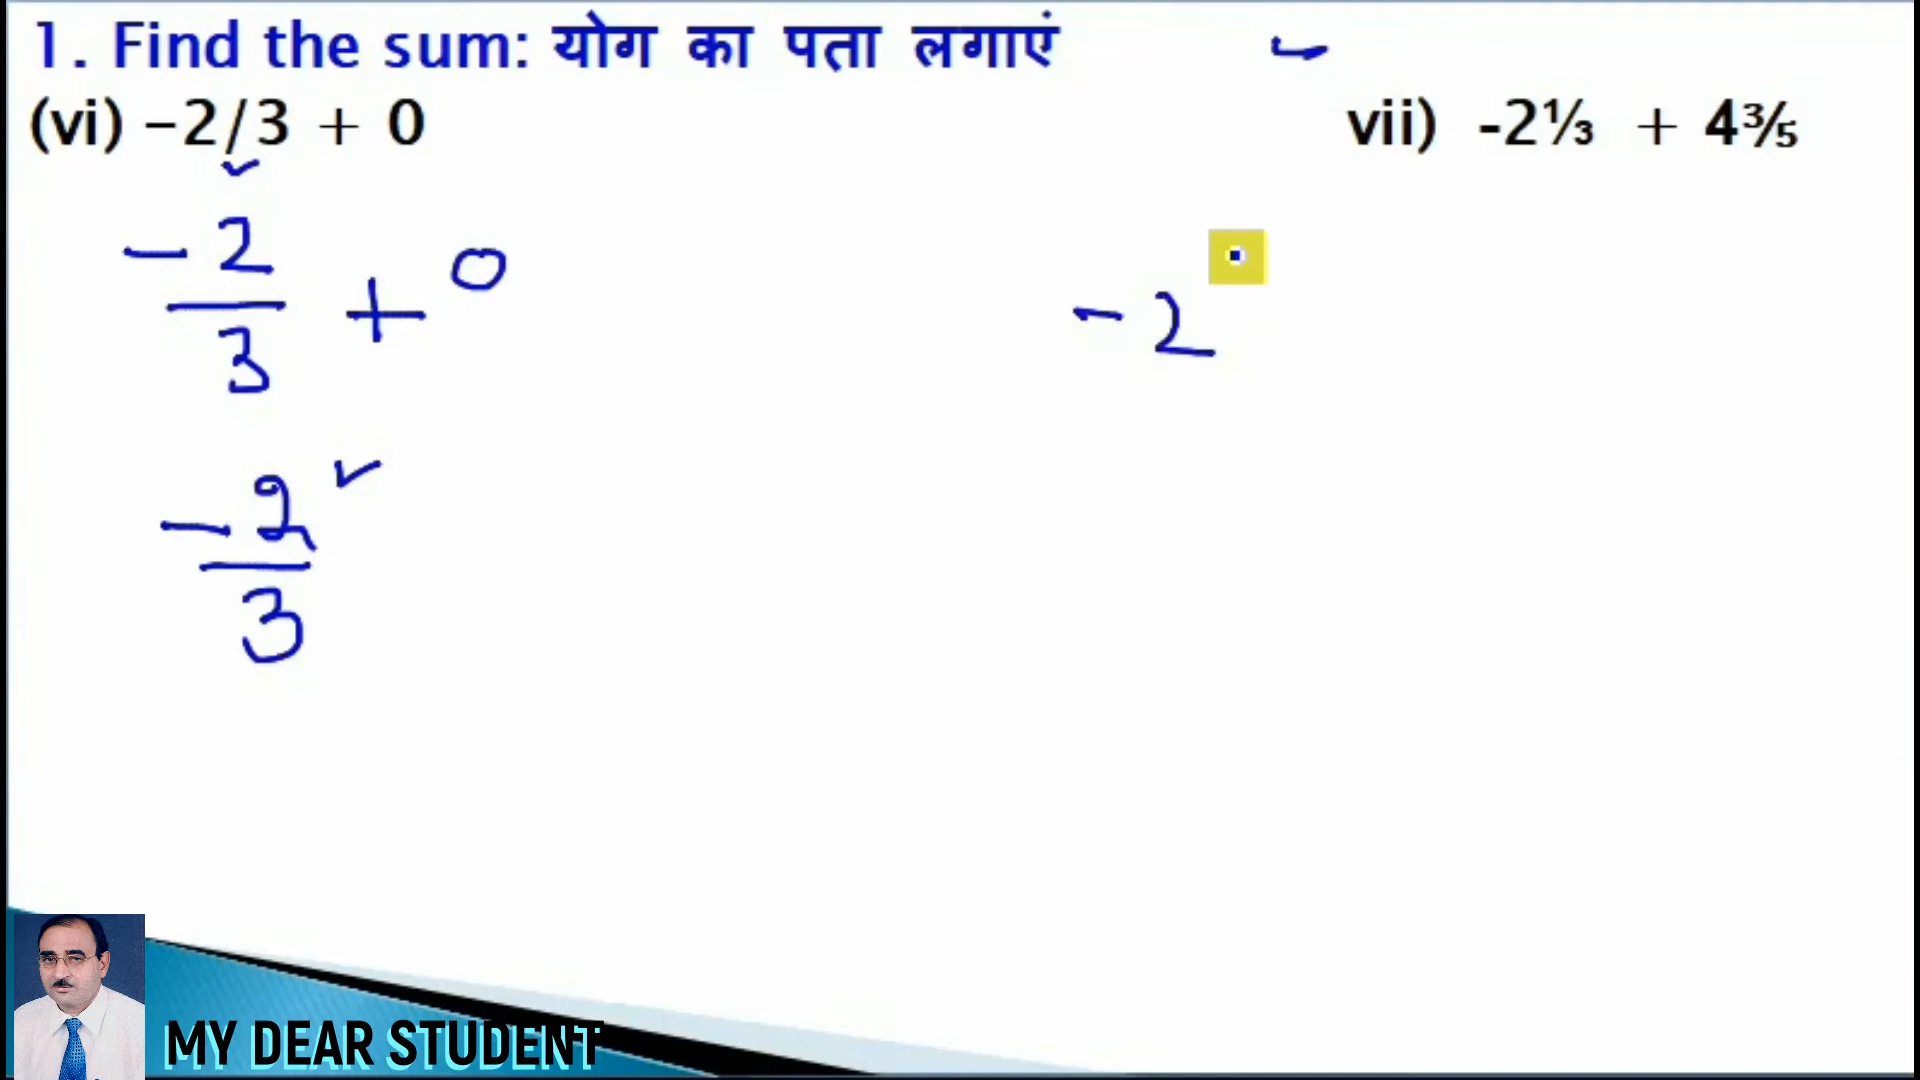 1. Find the sum: योग का पता लगाएं
(vi) −2/3 + 0
vii) -2⅓ + 4⅗
-2
3
+ 0
-2
-2
3
MY DEAR STUDENT